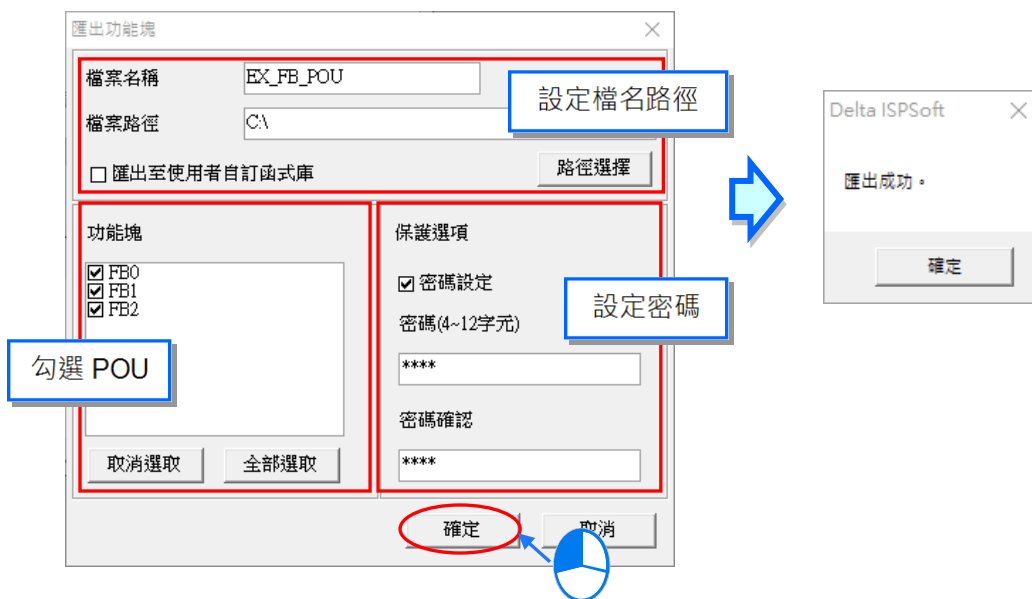 匯出功能塊
檔案名稱
EX_FB_POU
設定檔名路徑
檔案路徑
C:\
匯出至使用者自訂函式庫
路徑選擇
功能塊
FB0
FB1
FB2
勾選 POU
取消選取
全部選取
保護選項
密碼設定
設定密碼
密碼(4~12字元)
****
密碼確認
****
確定
取消
Delta ISPSoft
匯出成功。
確定